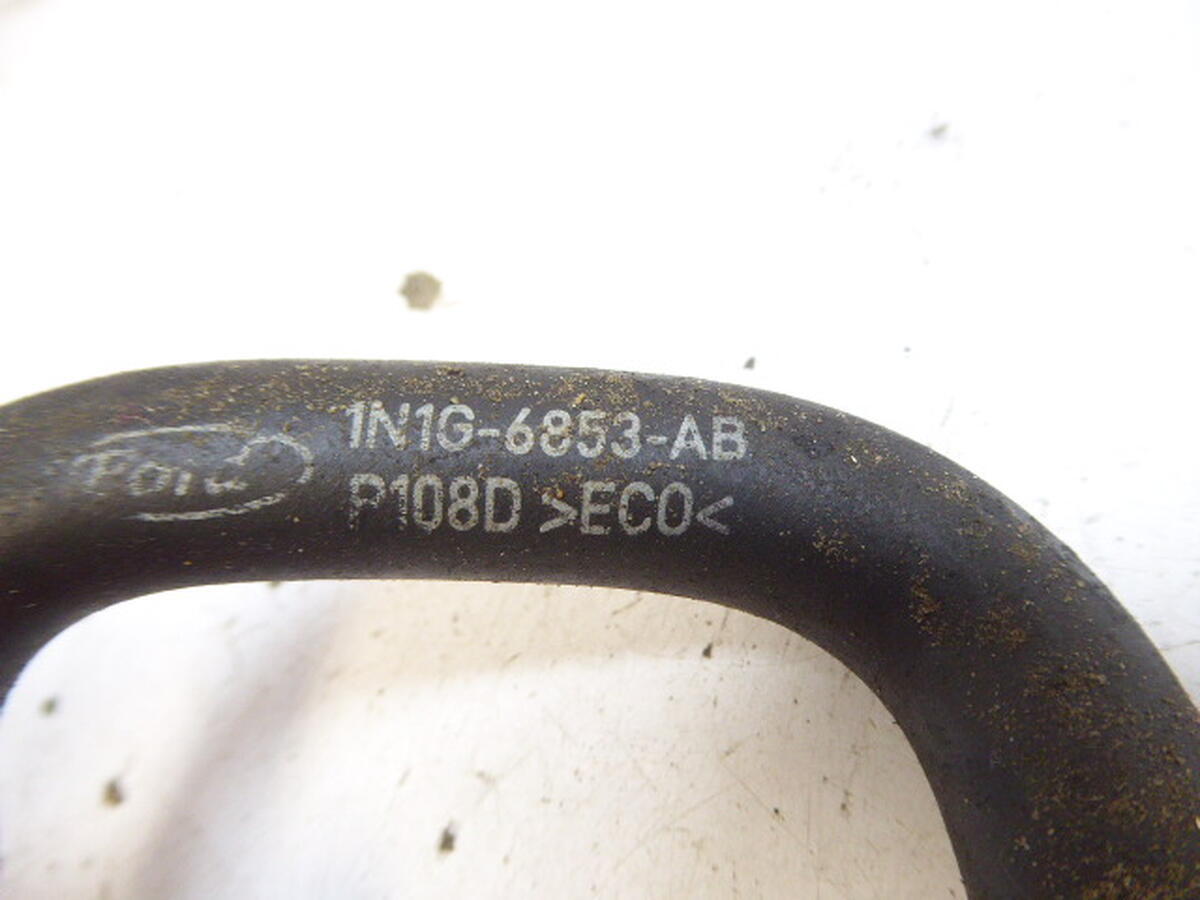 Ford
1N1G-6853-AB
P108D >ECO<